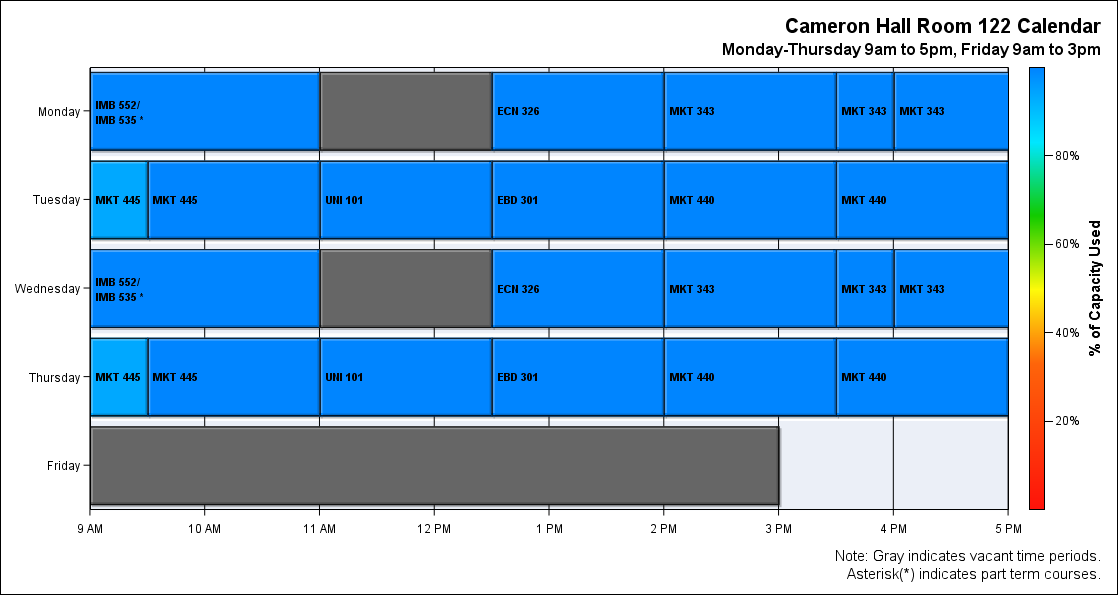 Cameron Hall Room 122 Calendar
Monday-Thursday 9am to 5pm, Friday 9am to 3pm
Monday
IMB 552/
IMB 535 *
ECN 326
MKT 343
MKT 343
MKT 343
Tuesday
MKT 445
MKT 445
UNI 101
EBD 301
MKT 440
MKT 440
Wednesday
IMB 552/
IMB 535 *
ECN 326
MKT 343
MKT 343
MKT 343
Thursday
MKT 445
MKT 445
UNI 101
EBD 301
MKT 440
MKT 440
Friday
9 AM
10 AM
11 AM
12 PM
1 PM
2 PM
3 PM
4 PM
5 PM
80%
60%
40%
20%
% of Capacity Used
Note: Gray indicates vacant time periods.
Asterisk(*) indicates part term courses.